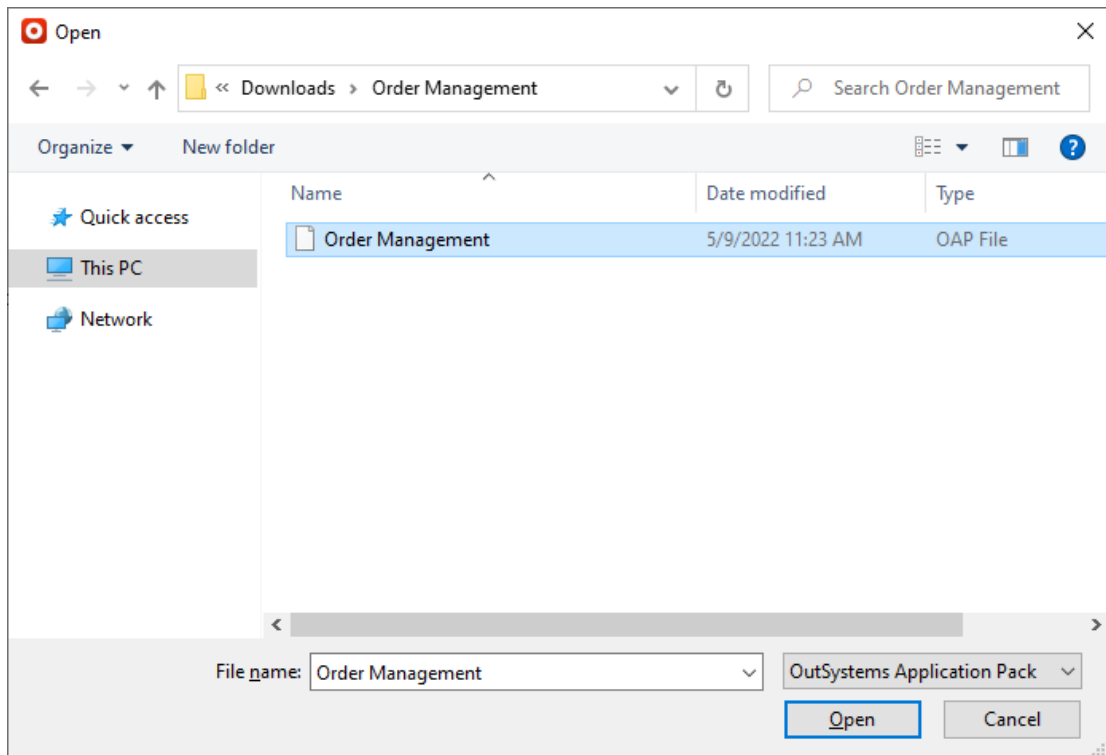 Open
« Downloads › Order Management
Search Order Management
Organize
New folder
?
Name
Date modified
Type
Quick access
Order Management
5/9/2022 11:23 AM
OAP File
This PC
Network
File name:
Order Management
OutSystems Application Pack
Open
Cancel